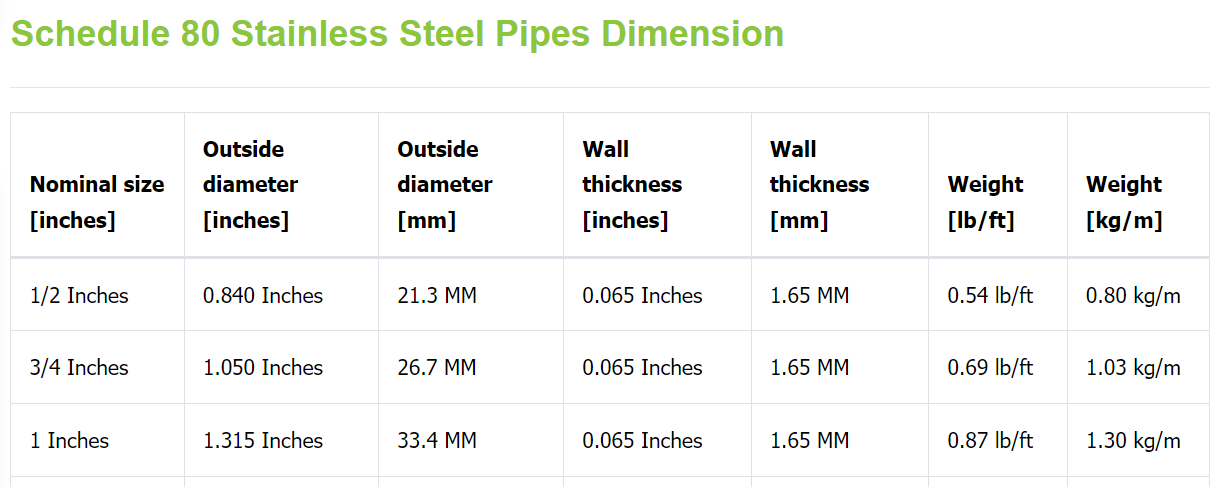 Schedule 80 Stainless Steel Pipes Dimension
Nominal size [inches] Outside diameter [inches] Outside diameter [mm] Wall thickness [inches] Wall thickness [mm] Weight [lb/ft] Weight [kg/m]
1/2 Inches 0.840 Inches 21.3 MM 0.065 Inches 1.65 MM 0.54 lb/ft 0.80 kg/m
3/4 Inches 1.050 Inches 26.7 MM 0.065 Inches 1.65 MM 0.69 lb/ft 1.03 kg/m
1 Inches 1.315 Inches 33.4 MM 0.065 Inches 1.65 MM 0.87 lb/ft 1.30 kg/m